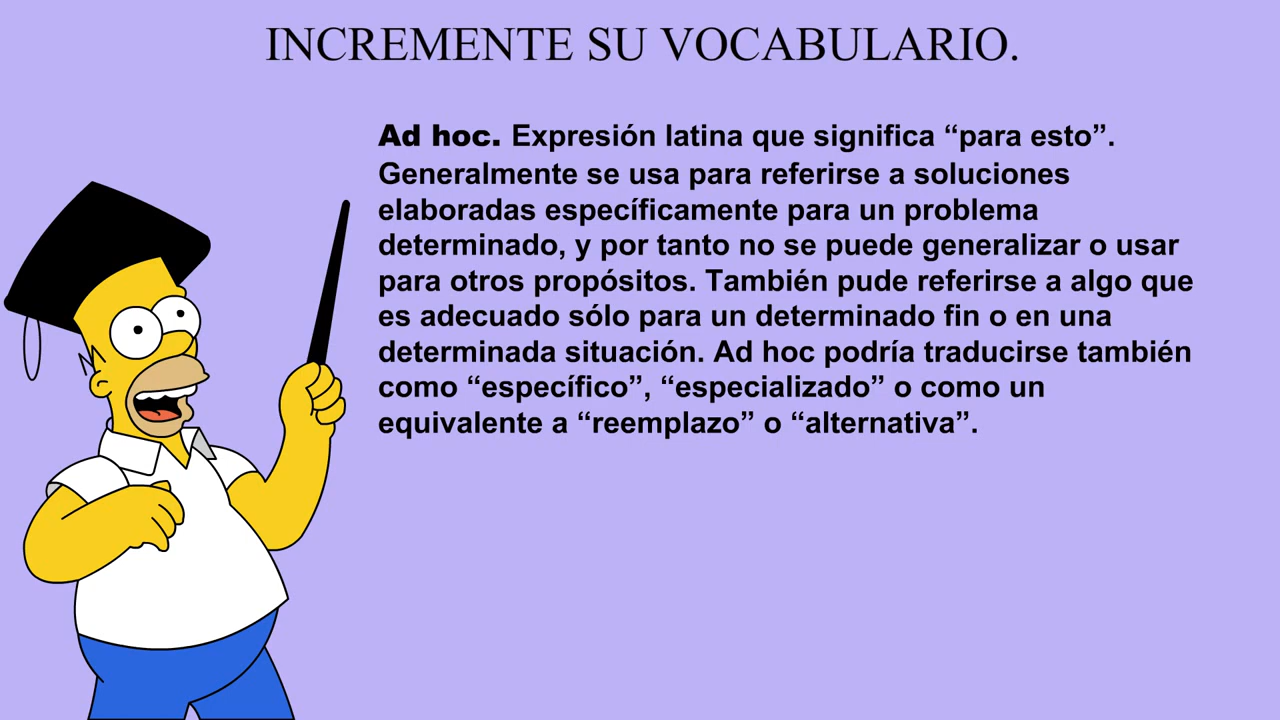 INCREMENTE SU VOCABULARIO.
Ad hoc. Expresión latina que significa “para esto”.
Generalmente se usa para referirse a soluciones
elaboradas específicamente para un problema
determinado, y por tanto no se puede generalizar o usar
para otros propósitos. También pude referirse a algo que
es adecuado sólo para un determinado fin o en una
determinada situación. Ad hoc podría traducirse también
como “específico”, “especializado” o como un
equivalente a “reemplazo” o “alternativa”.